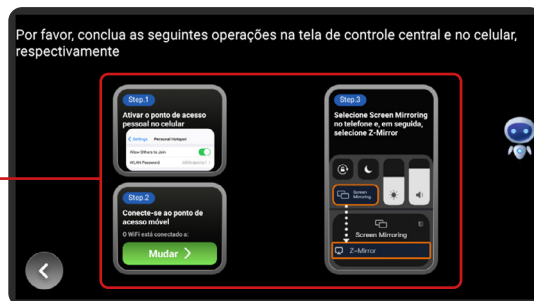 Por favor, conclua as seguintes operações na tela de controle central e no celular,
respectivamente
Step.1
Ativar o ponto de acesso
pessoal no celular
Settings Personal Hotspot
Allow Others to Join
WLAN Password
Step.2
Conecte-se ao ponto de
acesso móvel
O WiFi está conectado a:
Mudar
Step.3
Selecione Screen Mirroring
no telefone e, em seguida,
selecione Z-Mirror
Screen
Mirroring
Screen Mirroring
Z-Mirror